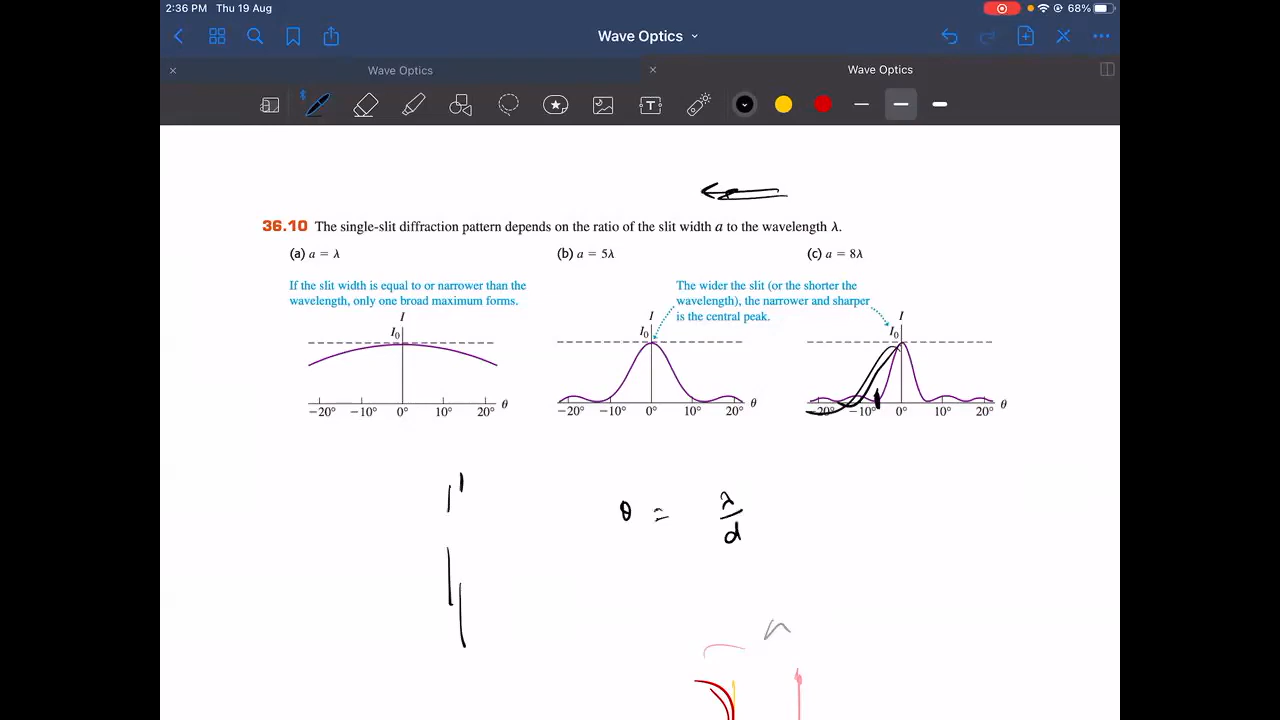 2:36 PM Thu 19 Aug
68%
Wave Optics
Wave Optics
Wave Optics
T
36.10 The single-slit diffraction pattern depends on the ratio of the slit width a to the wavelength λ.
(a) a = λ
(b) a = 5λ
(c) a = 8λ
If the slit width is equal to or narrower than the
wavelength, only one broad maximum forms.
The wider the slit (or the shorter the
wavelength), the narrower and sharper
is the central peak.
I
I₀
−20° −10° 0° 10° 20° θ
I
I₀
−20° −10° 0° 10° 20° θ
I
I₀
−20° −10° 0° 10° 20° θ
θ = λ/d